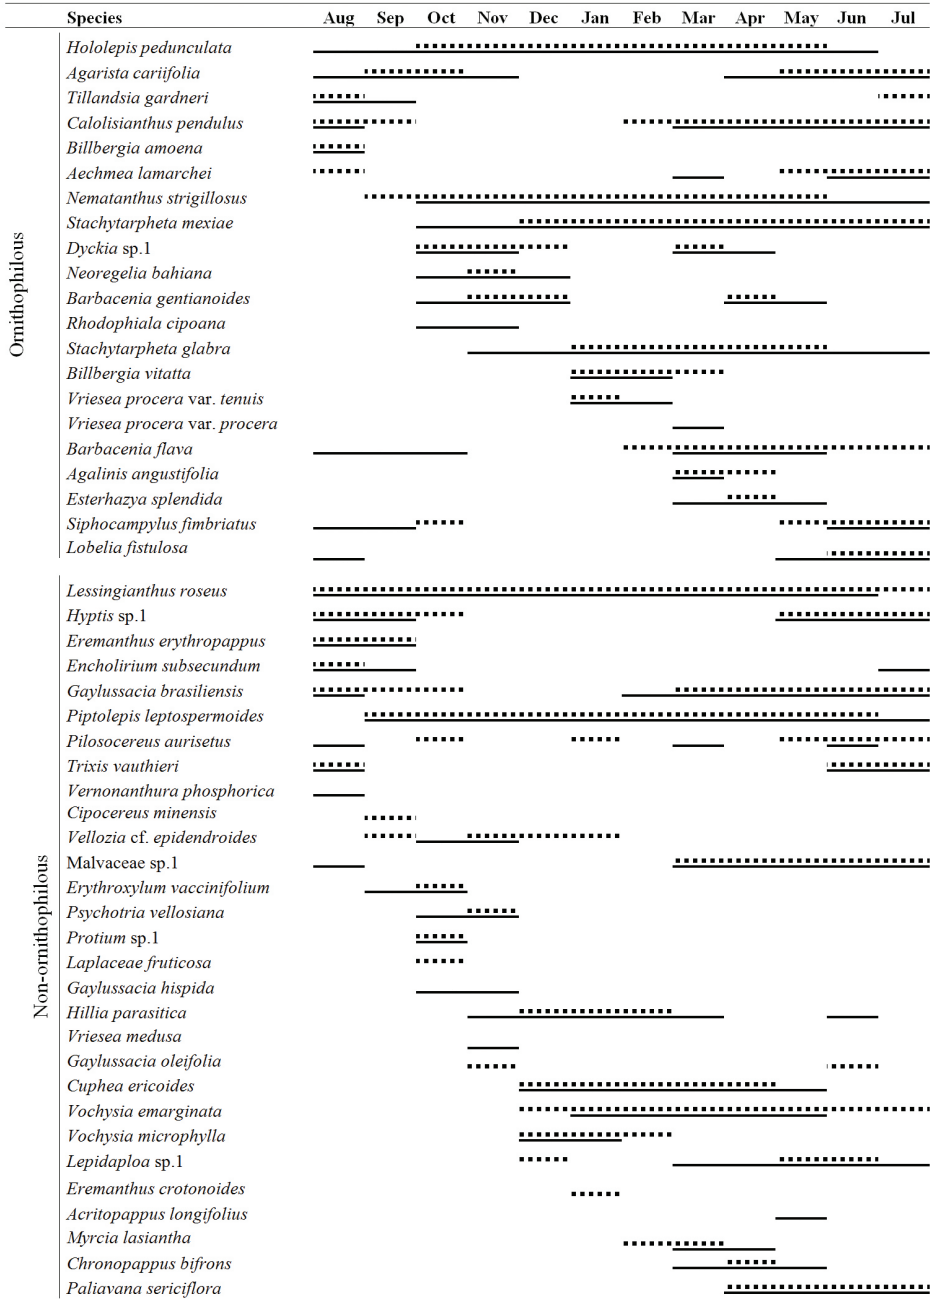 Species Aug Sep Oct Nov Dec Jan Feb Mar Apr May Jun Jul
Ornithophilous
Hololepis pedunculata
Agarista cariifolia
Tillandsia gardneri
Calolisianthus pendulus
Billbergia amoena
Aechmea lamarchei
Nematanthus strigillosus
Stachytarpheta mexiae
Dyckia sp.1
Neoregelia bahiana
Barbacenia gentianoides
Rhodophiala cipoana
Stachytarpheta glabra
Billbergia vitatta
Vriesea procera var. tenuis
Vriesea procera var. procera
Barbacenia flava
Agalinis angustifolia
Esterhazya splendida
Siphocampylus fimbriatus
Lobelia fistulosa
Non-ornithophilous
Lessingianthus roseus
Hyptis sp.1
Eremanthus erythropappus
Encholirium subsecundum
Gaylussacia brasiliensis
Piptolepis leptospermoides
Pilosocereus aurisetus
Trixis vauthieri
Vernonanthura phosphorica
Cipocereus minensis
Vellozia cf. epidendroides
Malvaceae sp.1
Erythroxylum vaccinifolium
Psychotria vellosiana
Protium sp.1
Laplaceae fruticosa
Gaylussacia hispida
Hillia parasitica
Vriesea medusa
Gaylussacia oleifolia
Cuphea ericoides
Vochysia emarginata
Vochysia microphylla
Lepidaploa sp.1
Eremanthus crotonoides
Acritopappus longifolius
Myrcia lasiantha
Chronopappus bifrons
Paliavana sericiflora